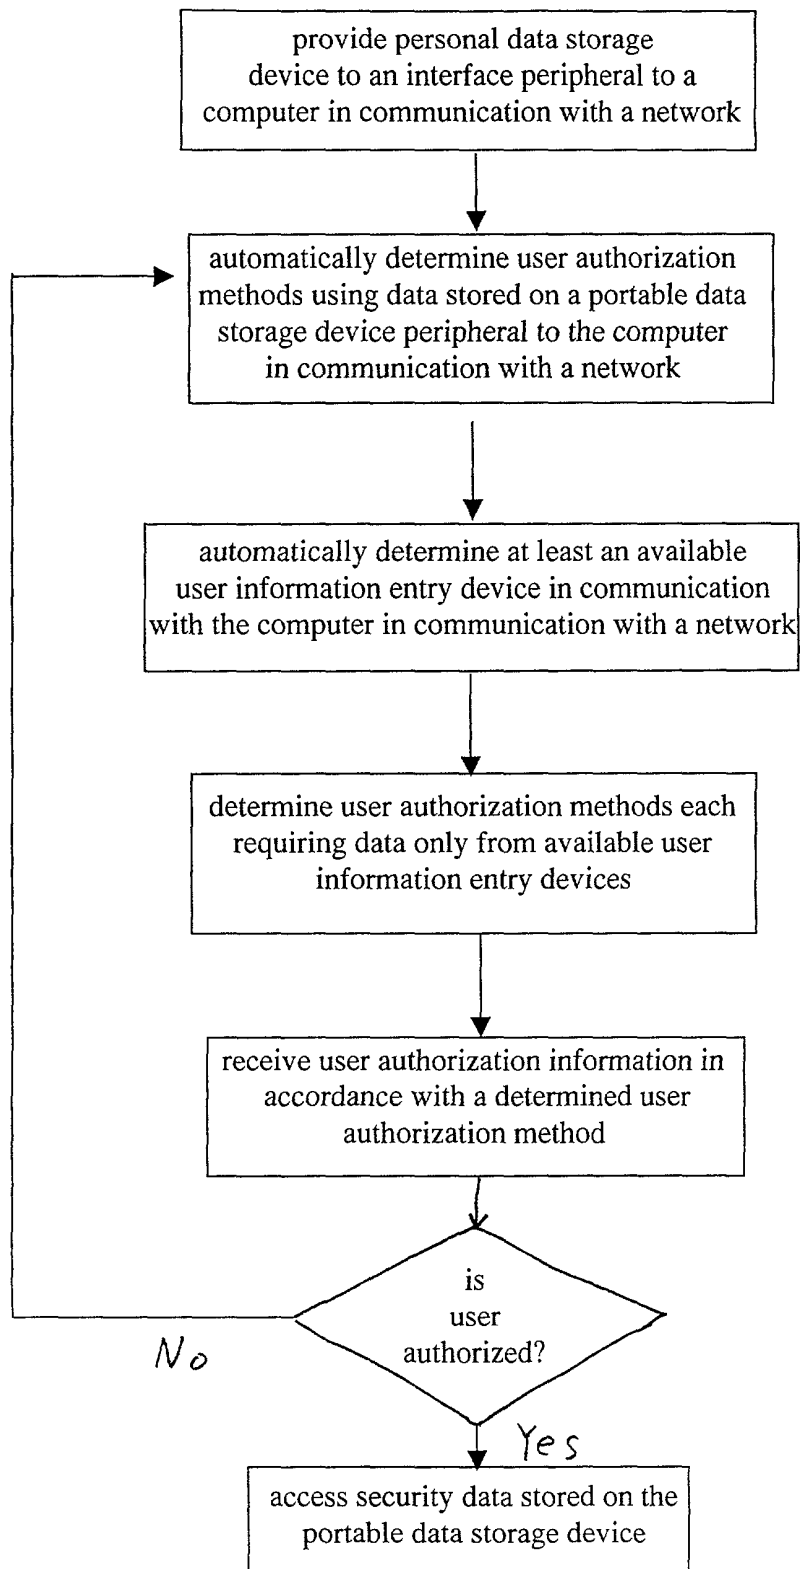 provide personal data storage
device to an interface peripheral to a
computer in communication with a network
automatically determine user authorization
methods using data stored on a portable data
storage device peripheral to the computer
in communication with a network
automatically determine at least an available
user information entry device in communication
with the computer in communication with a network
determine user authorization methods each
requiring data only from available user
information entry devices
receive user authorization information in
accordance with a determined user
authorization method
is
user
authorized?
No
Yes
access security data stored on the
portable data storage device